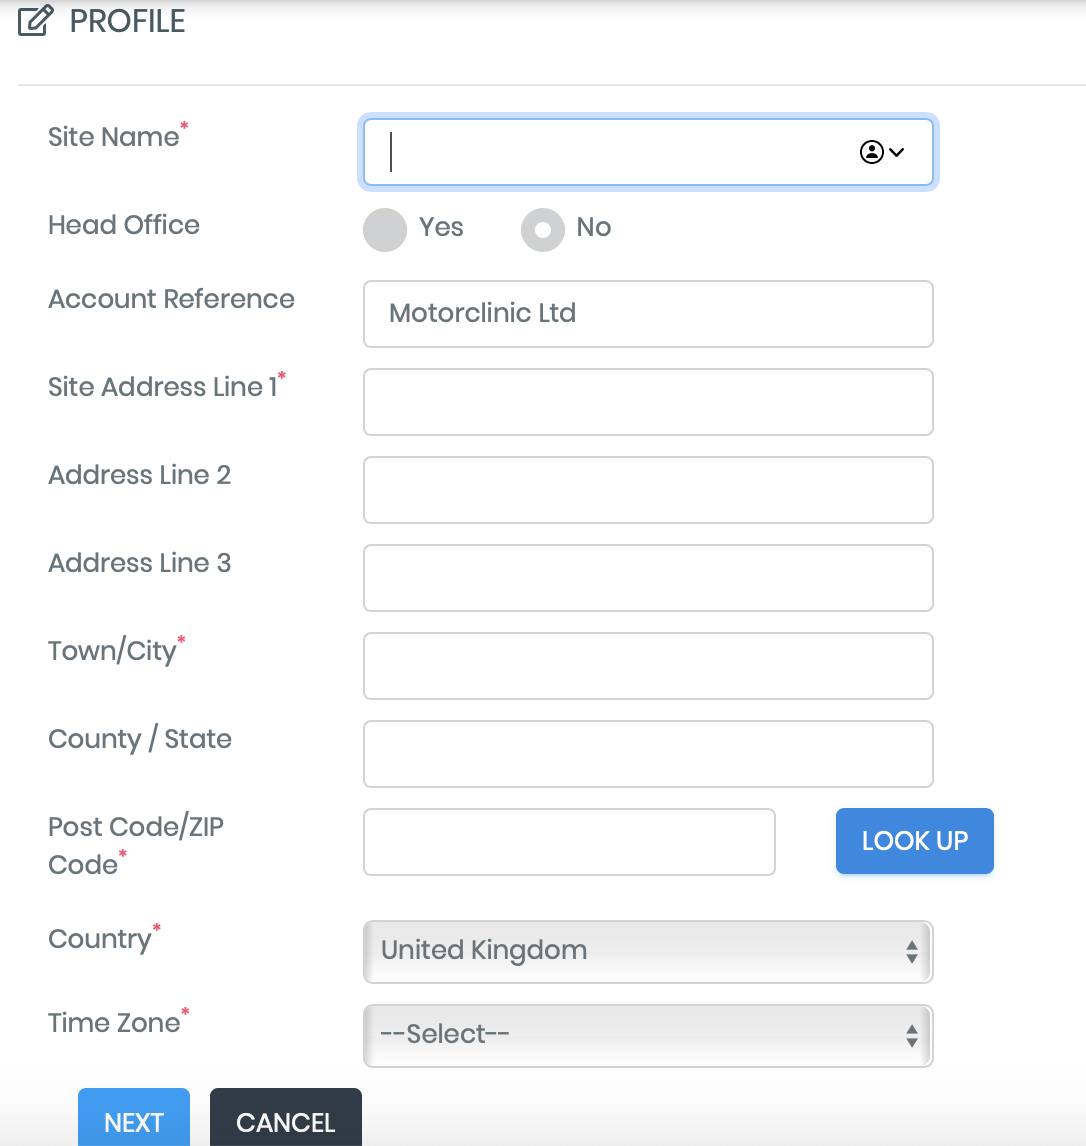 PROFILE
Site Name*
Head Office
Yes
No
Account Reference
Motorclinic Ltd
Site Address Line 1*
Address Line 2
Address Line 3
Town/City*
County / State
Post Code/ZIP
Code*
LOOK UP
Country*
United Kingdom
Time Zone*
--Select--
NEXT
CANCEL